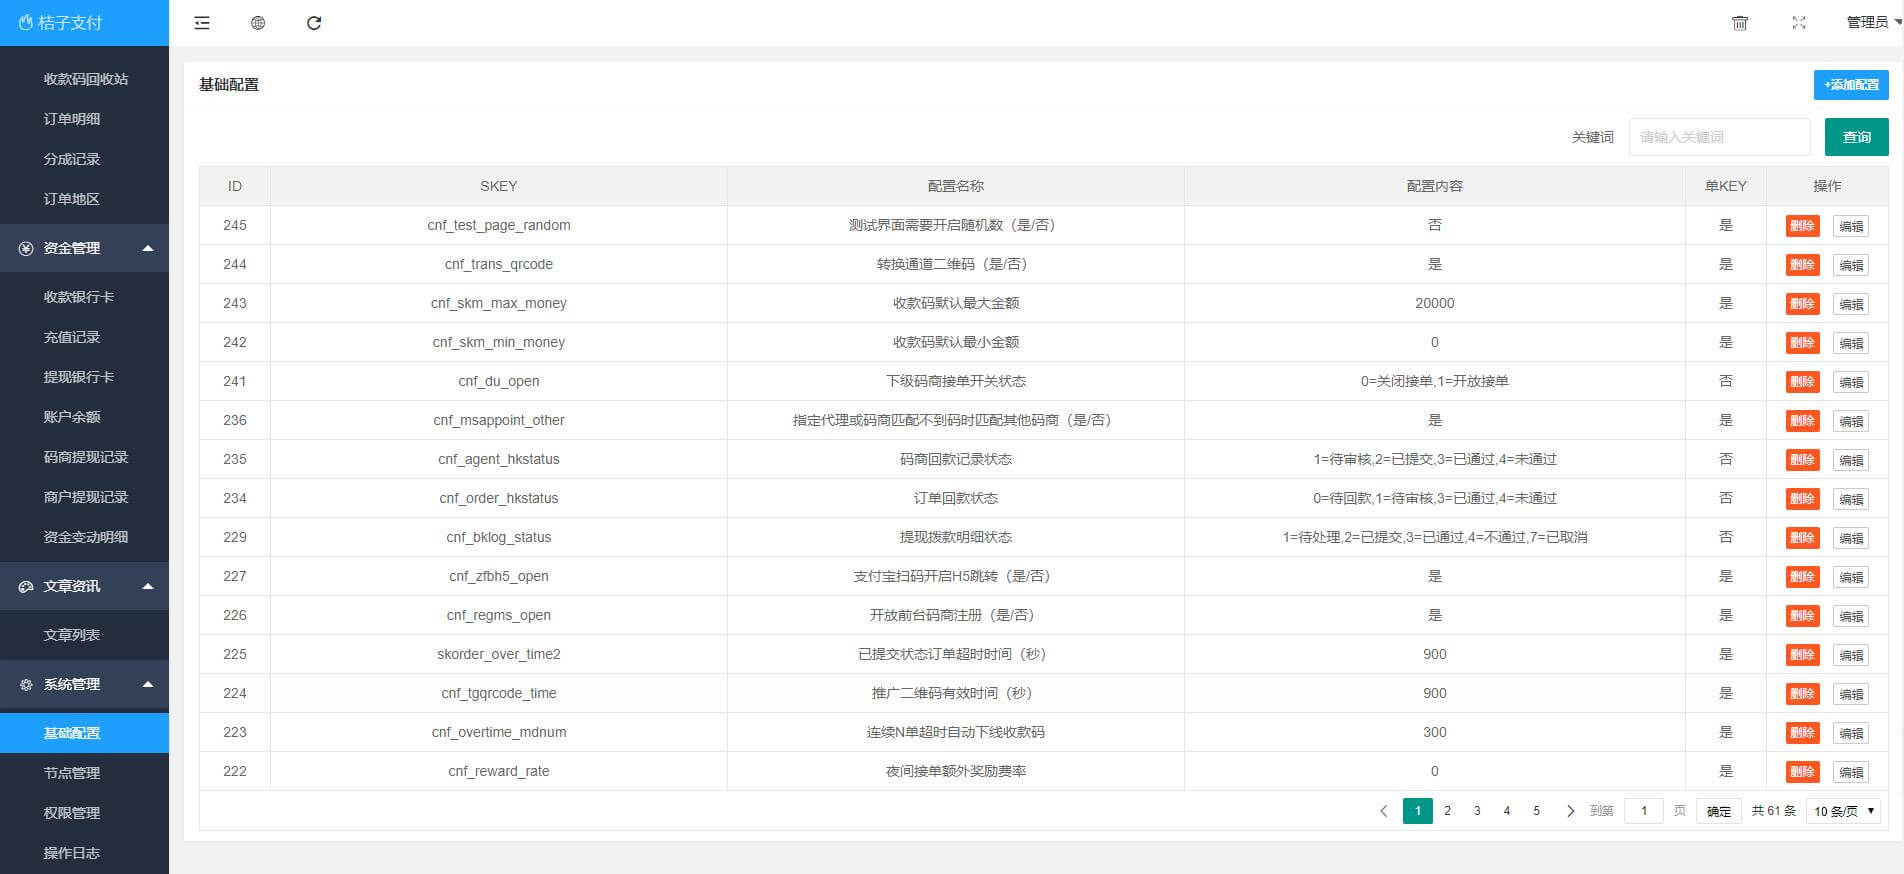 桔子支付
管理员
收款码回收站
订单明细
分成记录
订单地区
资金管理
收款银行卡
充值记录
提现银行卡
账户余额
码商提现记录
商户提现记录
资金变动明细
文章资讯
文章列表
系统管理
基础配置
节点管理
权限管理
操作日志
基础配置
+添加配置
关键词 请输入关键词 查询
ID SKEY 配置名称 配置内容 单KEY 操作
245 cnf_test_page_random 测试界面需要开启随机数（是/否） 否 是 删除 编辑
244 cnf_trans_qrcode 转换通道二维码（是/否） 是 是 删除 编辑
243 cnf_skm_max_money 收款码默认最大金额 20000 是 删除 编辑
242 cnf_skm_min_money 收款码默认最小金额 0 是 删除 编辑
241 cnf_du_open 下级码商接单开关状态 0=关闭接单,1=开放接单 否 删除 编辑
236 cnf_msappoint_other 指定代理或码商匹配不到码时匹配其他码商（是/否） 是 是 删除 编辑
235 cnf_agent_hkstatus 码商回款记录状态 1=待审核,2=已提交,3=已通过,4=未通过 否 删除 编辑
234 cnf_order_hkstatus 订单回款状态 0=待回款,1=待审核,3=已通过,4=未通过 否 删除 编辑
229 cnf_bklog_status 提现拨款明细状态 1=待处理,2=已提交,3=已通过,4=不通过,7=已取消 否 删除 编辑
227 cnf_zfbh5_open 支付宝扫码开启H5跳转（是/否） 是 是 删除 编辑
226 cnf_regms_open 开放前台码商注册（是/否） 是 是 删除 编辑
225 skorder_over_time2 已提交状态订单超时时间（秒） 900 是 删除 编辑
224 cnf_tgqrcode_time 推广二维码有效时间（秒） 900 是 删除 编辑
223 cnf_overtime_mdnum 连续N单超时自动下线收款码 300 是 删除 编辑
222 cnf_reward_rate 夜间接单额外奖励费率 0 是 删除 编辑
1 2 3 4 5 到第 1 页 确定 共 61 条 10 条/页